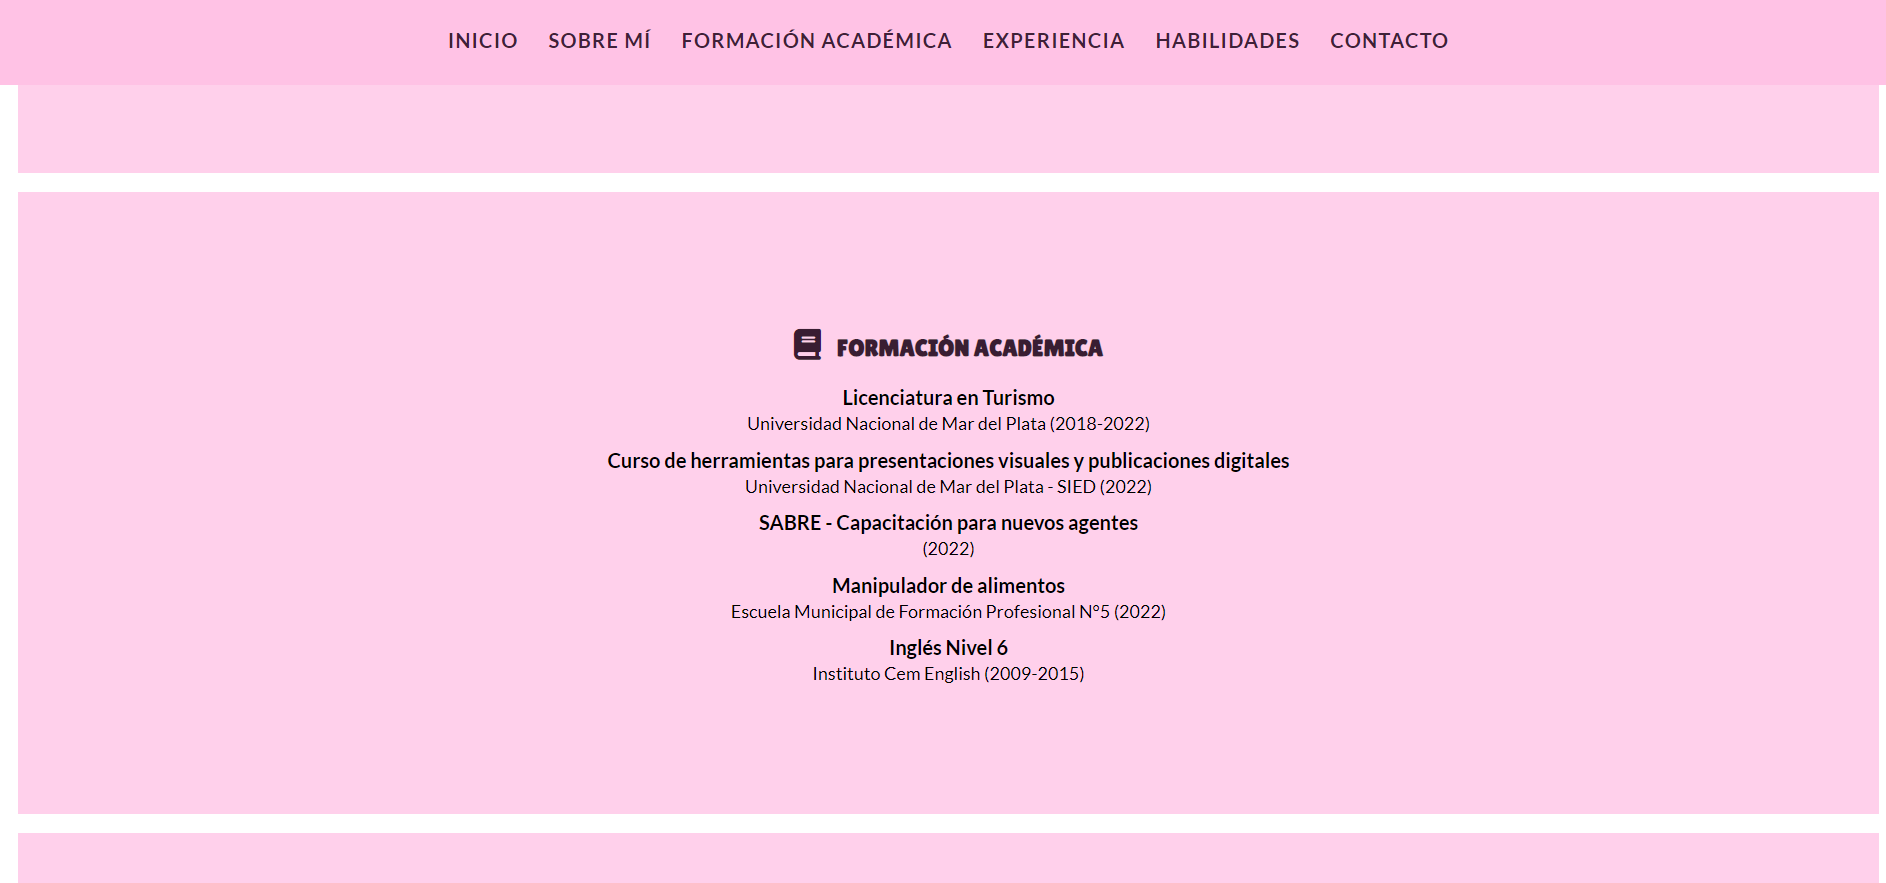 INICIO SOBRE MÍ FORMACIÓN ACADÉMICA EXPERIENCIA HABILIDADES CONTACTO
FORMACIÓN ACADÉMICA
Licenciatura en Turismo
Universidad Nacional de Mar del Plata (2018-2022)
Curso de herramientas para presentaciones visuales y publicaciones digitales
Universidad Nacional de Mar del Plata - SIED (2022)
SABRE - Capacitación para nuevos agentes
(2022)
Manipulador de alimentos
Escuela Municipal de Formación Profesional N°5 (2022)
Inglés Nivel 6
Instituto Cem English (2009-2015)